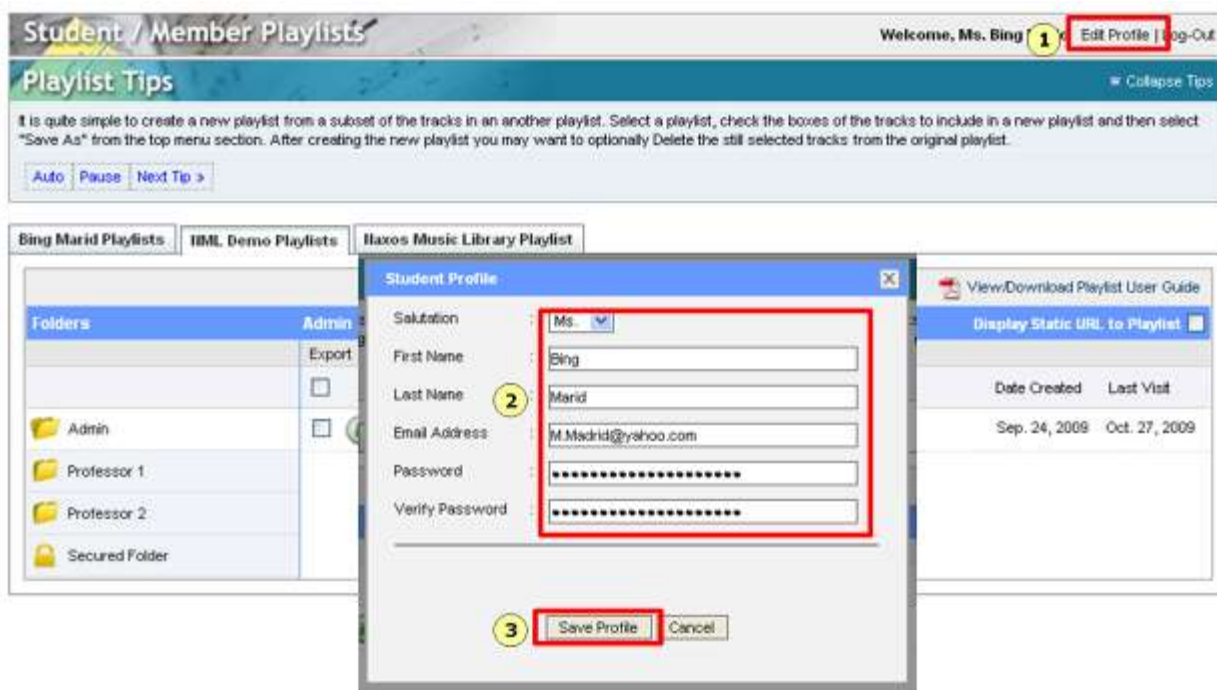 Student / Member Playlists
Welcome, Ms. Bing
1
Edit Profile | Log-Out
Playlist Tips
Collapse Tips
It is quite simple to create a new playlist from a subset of the tracks in an another playlist. Select a playlist, check the boxes of the tracks to include in a new playlist and then select
"Save As" from the top menu section. After creating the new playlist you may want to optionally Delete the still selected tracks from the original playlist.
Auto Pause Next Tip »
Bing Marid Playlists
NML Demo Playlists
Naxos Music Library Playlist
Student Profile
View/Download Playlist User Guide
Folders
Admin
Display Static URL to Playlist
Export
Date Created
Last Visit
Admin
Sep. 24, 2009
Oct. 27, 2009
Professor 1
Professor 2
Secured Folder
Salutation : Ms.
First Name : Bing
2
Last Name : Marid
Email Address : M.Madrid@yahoo.com
Password : ••••••••••••••••••••
Verify Password : ••••••••••••••••••••
3
Save Profile
Cancel